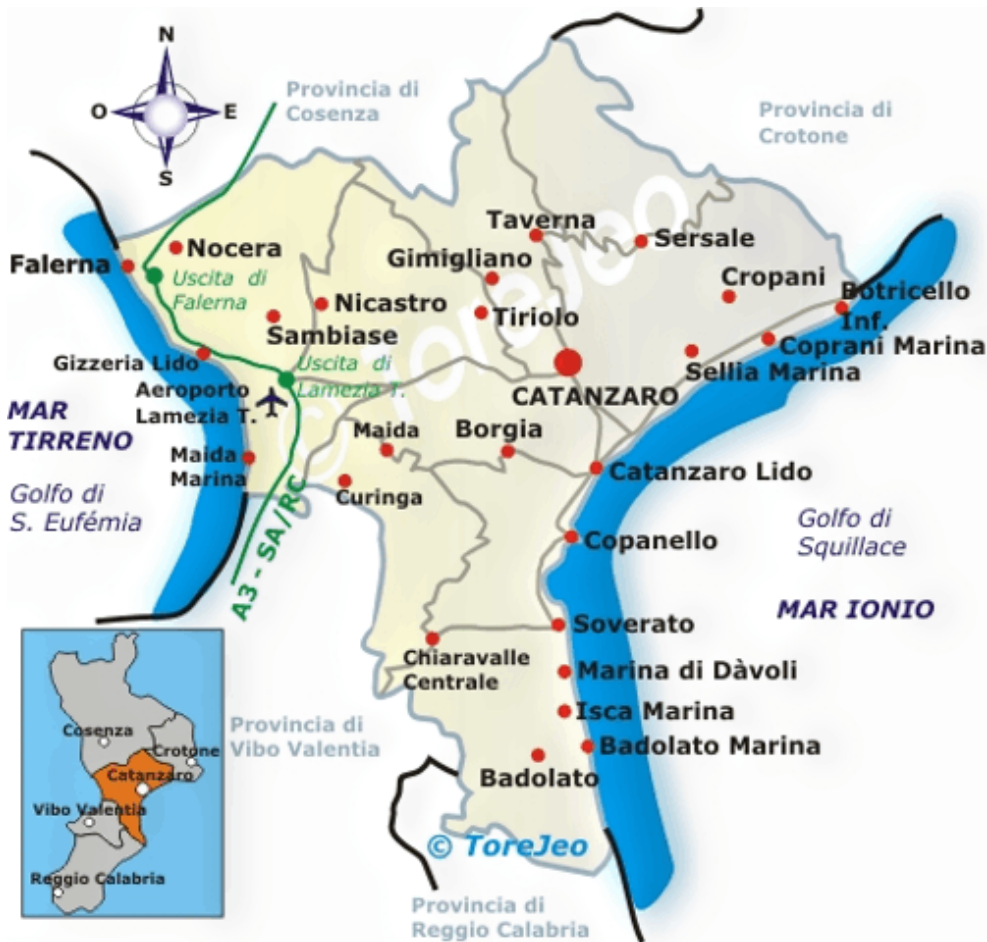 N
O
E
S
Provincia di
Cosenza
Provincia di
Crotone
Taverna
Sersale
Nocera
Gimigliano
Falerna
Uscita di
Falerna
Cropani
Nicastro
Botricello
Inf.
Tiriolo
Sambiase
Coprani Marina
Gizzeria Lido
Uscita di
Lamezia T.
Sellia Marina
Aeroporto
Lamezia T.
CATANZARO
MAR
TIRRENO
Maida
Borgia
Maida
Marina
Catanzaro Lido
Curinga
Golfo di
S. Eufémia
Golfo di
Squillace
Copanello
A3 - SA/RC
MAR IONIO
Soverato
Chiaravalle
Centrale
Marina di Dàvoli
Isca Marina
Provincia di
Vibo Valentia
Badolato Marina
Badolato
© ToreJeo
© ToreJeo
Provincia di
Reggio Calabria
Cosenza
Crotone
Catanzaro
Vibo Valentia
Reggio Calabria